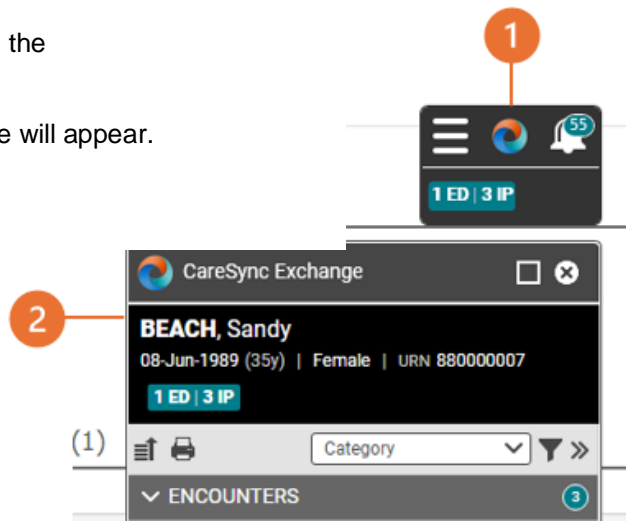 the
e will appear.
1
55
1 ED | 3 IP
CareSync Exchange
2
BEACH, Sandy
08-Jun-1989 (35y) | Female | URN 880000007
1 ED | 3 IP
(1)
Category
ENCOUNTERS
3